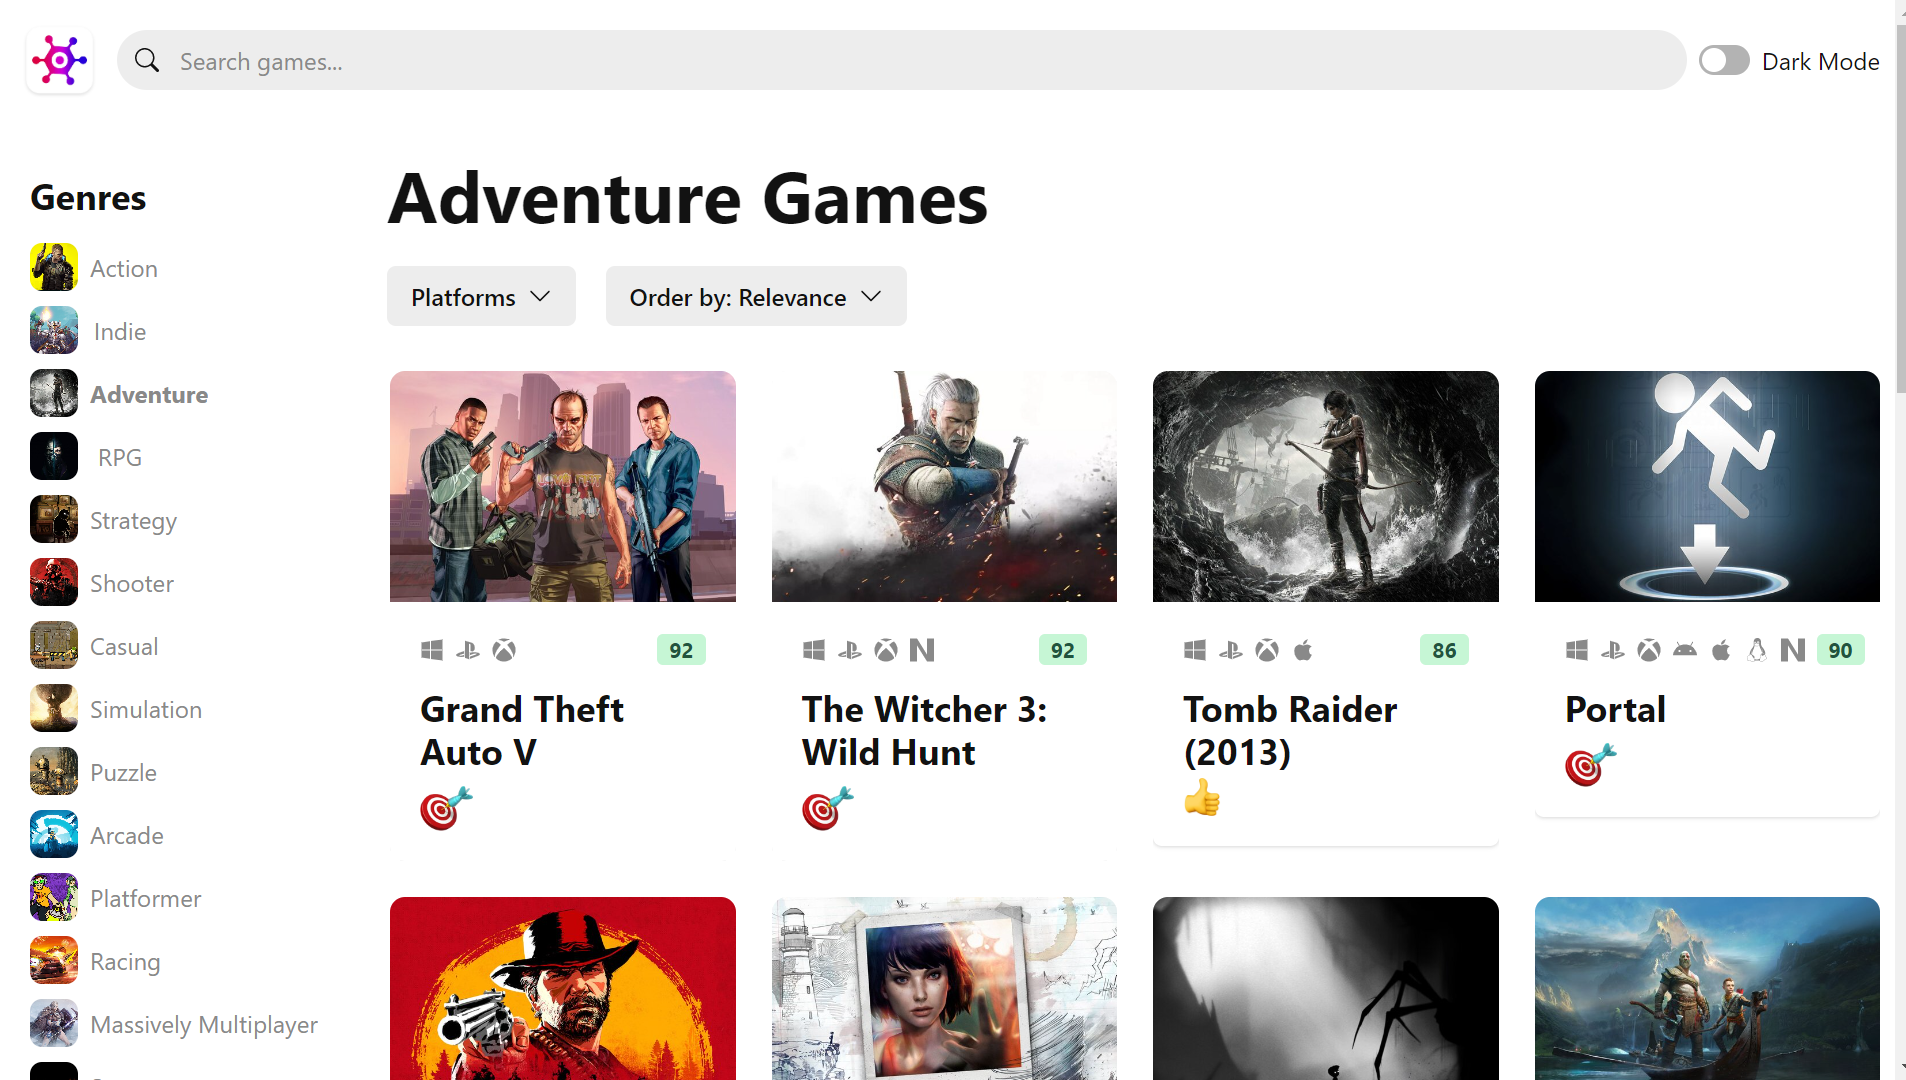 Search games...
Dark Mode
Genres
Action
Indie
Adventure
RPG
Strategy
Shooter
Casual
Simulation
Puzzle
Arcade
Platformer
Racing
Massively Multiplayer
Adventure Games
Platforms
Order by: Relevance
92
Grand Theft
Auto V
92
The Witcher 3:
Wild Hunt
86
Tomb Raider
(2013)
90
Portal